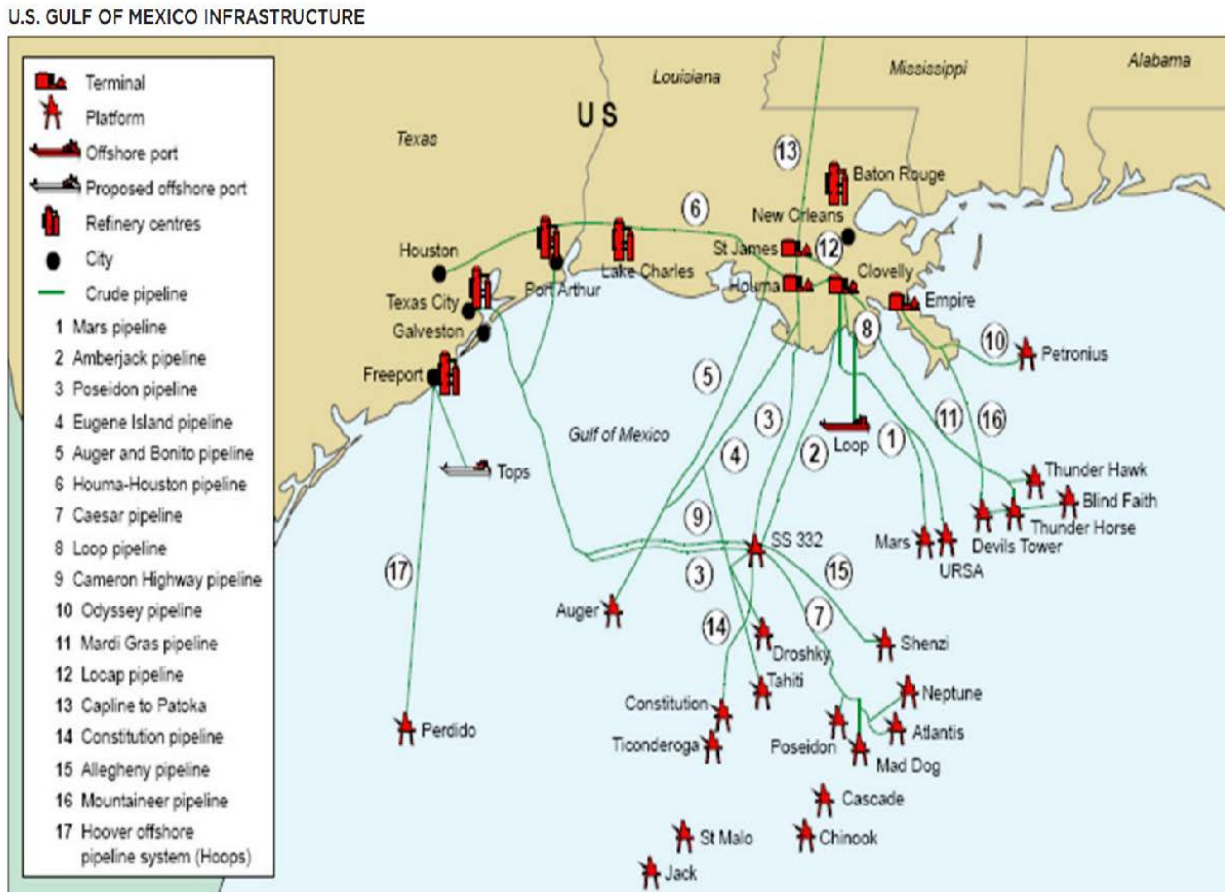 U.S. GULF OF MEXICO INFRASTRUCTURE
Terminal
Platform
Offshore port
Proposed offshore port
Refinery centres
City
Crude pipeline
1 Mars pipeline
2 Amberjack pipeline
3 Poseidon pipeline
4 Eugene Island pipeline
5 Auger and Bonito pipeline
6 Houma-Houston pipeline
7 Caesar pipeline
8 Loop pipeline
9 Cameron Highway pipeline
10 Odyssey pipeline
11 Mardi Gras pipeline
12 Locap pipeline
13 Capline to Patoka
14 Constitution pipeline
15 Allegheny pipeline
16 Mountaineer pipeline
17 Hoover offshore
pipeline system (Hoops)
Louisiana
Mississippi
Alabama
US
Texas
13
Baton Rouge
6
New Orleans
Houston
St James
12
Lake Charles
Clovelly
Port Arthur
Houma
Texas City
Empire
Galveston
8
10
Petronius
Freeport
5
3
11
16
Gulf of Mexico
4
2
Loop
1
Tops
Thunder Hawk
Blind Faith
9
Thunder Horse
SS 332
Mars
Devils Tower
URSA
17
3
15
Auger
7
14
Shenzi
Droshky
Tahiti
Neptune
Constitution
Perdido
Atlantis
Ticonderoga
Poseidon
Mad Dog
Cascade
St Malo
Chinook
Jack